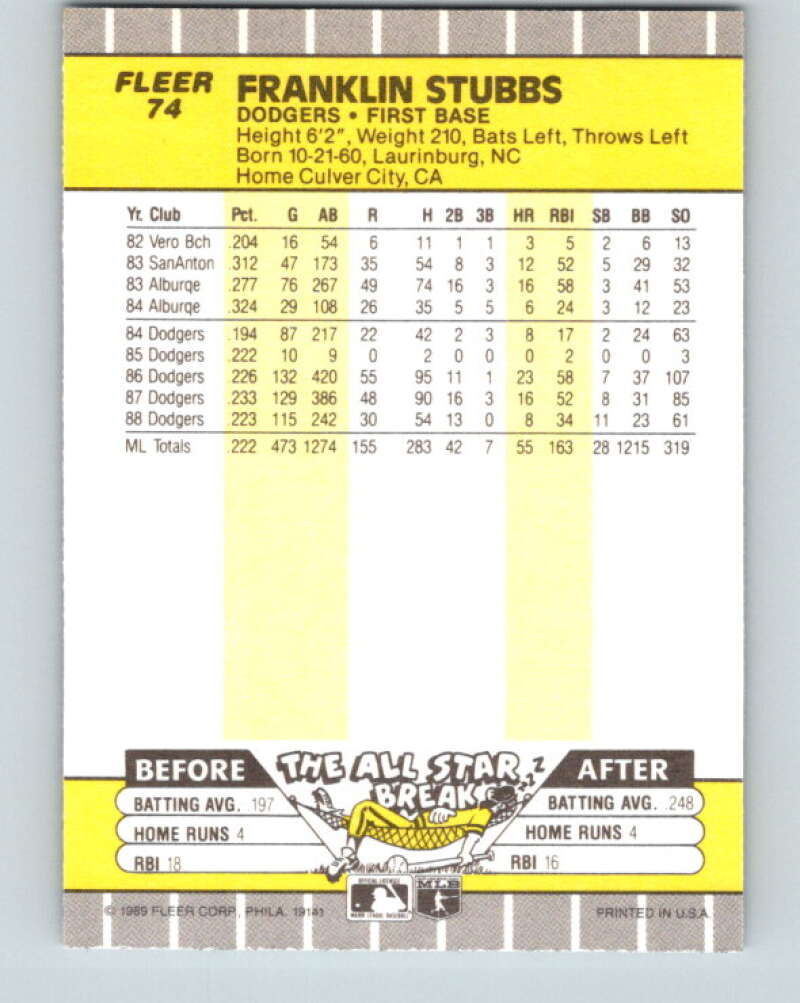 FLEER
74
FRANKLIN STUBBS
DODGERS • FIRST BASE
Height 6'2", Weight 210, Bats Left, Throws Left
Born 10-21-60, Laurinburg, NC
Home Culver City, CA
Yr. Club Pct. G AB R H 2B 3B HR RBI SB BB SO
82 Vero Bch .204 16 54 6 11 1 1 3 5 2 6 13
83 SanAnton .312 47 173 35 54 8 3 12 52 5 29 32
83 Alburqe .277 76 267 49 74 16 3 16 58 3 41 53
84 Alburqe .324 29 108 26 35 5 5 6 24 3 12 23
84 Dodgers .194 87 217 22 42 2 3 8 17 2 24 63
85 Dodgers .222 10 9 0 2 0 0 0 2 0 0 3
86 Dodgers .226 132 420 55 95 11 1 23 58 7 37 107
87 Dodgers .233 129 386 48 90 16 3 16 52 8 31 85
88 Dodgers .223 115 242 30 54 13 0 8 34 11 23 61
ML Totals .222 473 1274 155 283 42 7 55 163 28 1215 319
THE ALL STAR
BREAK
ZZZ
BEFORE
BATTING AVG. .197
HOME RUNS 4
RBI 18
AFTER
BATTING AVG. .248
HOME RUNS 4
RBI 16
OFFICIAL LICENSEE
MAJOR LEAGUE BASEBALL
MLB
© 1989 FLEER CORP., PHILA. 19141
PRINTED IN U.S.A.